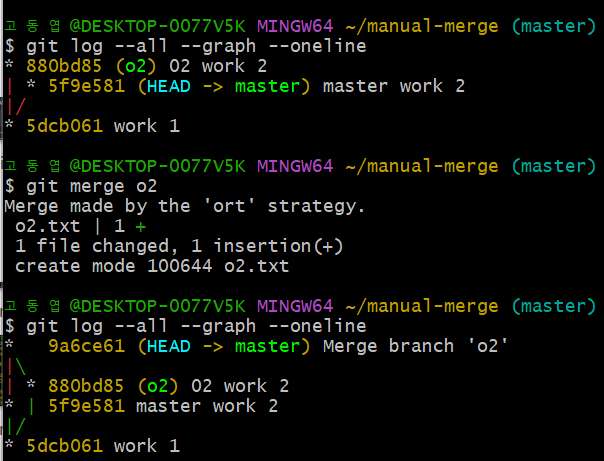 고동엽@DESKTOP-0077V5K MINGW64 ~/manual-merge (master)
$ git log --all --graph --oneline
* 880bd85 (o2) O2 work 2
| * 5f9e581 (HEAD -> master) master work 2
|/
* 5dcb061 work 1
고동엽@DESKTOP-0077V5K MINGW64 ~/manual-merge (master)
$ git merge o2
Merge made by the 'ort' strategy.
 o2.txt | 1 +
 1 file changed, 1 insertion(+)
 create mode 100644 o2.txt
고동엽@DESKTOP-0077V5K MINGW64 ~/manual-merge (master)
$ git log --all --graph --oneline
*   9a6ce61 (HEAD -> master) Merge branch 'o2'
|\
| * 880bd85 (o2) O2 work 2
* | 5f9e581 master work 2
|/
* 5dcb061 work 1